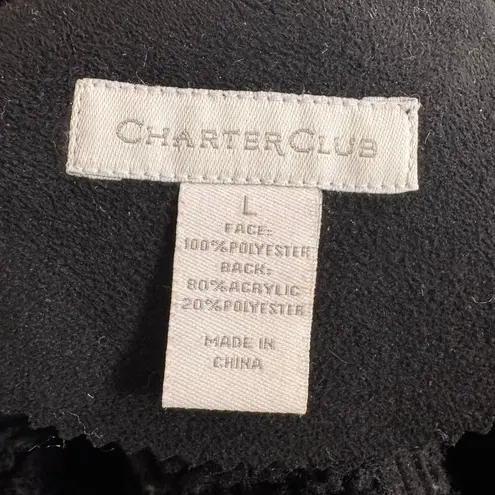 CHARTER CLUB
L
FACE:
100%POLYESTER
BACK:
80%ACRYLIC
20%POLYESTER
MADE IN
CHINA